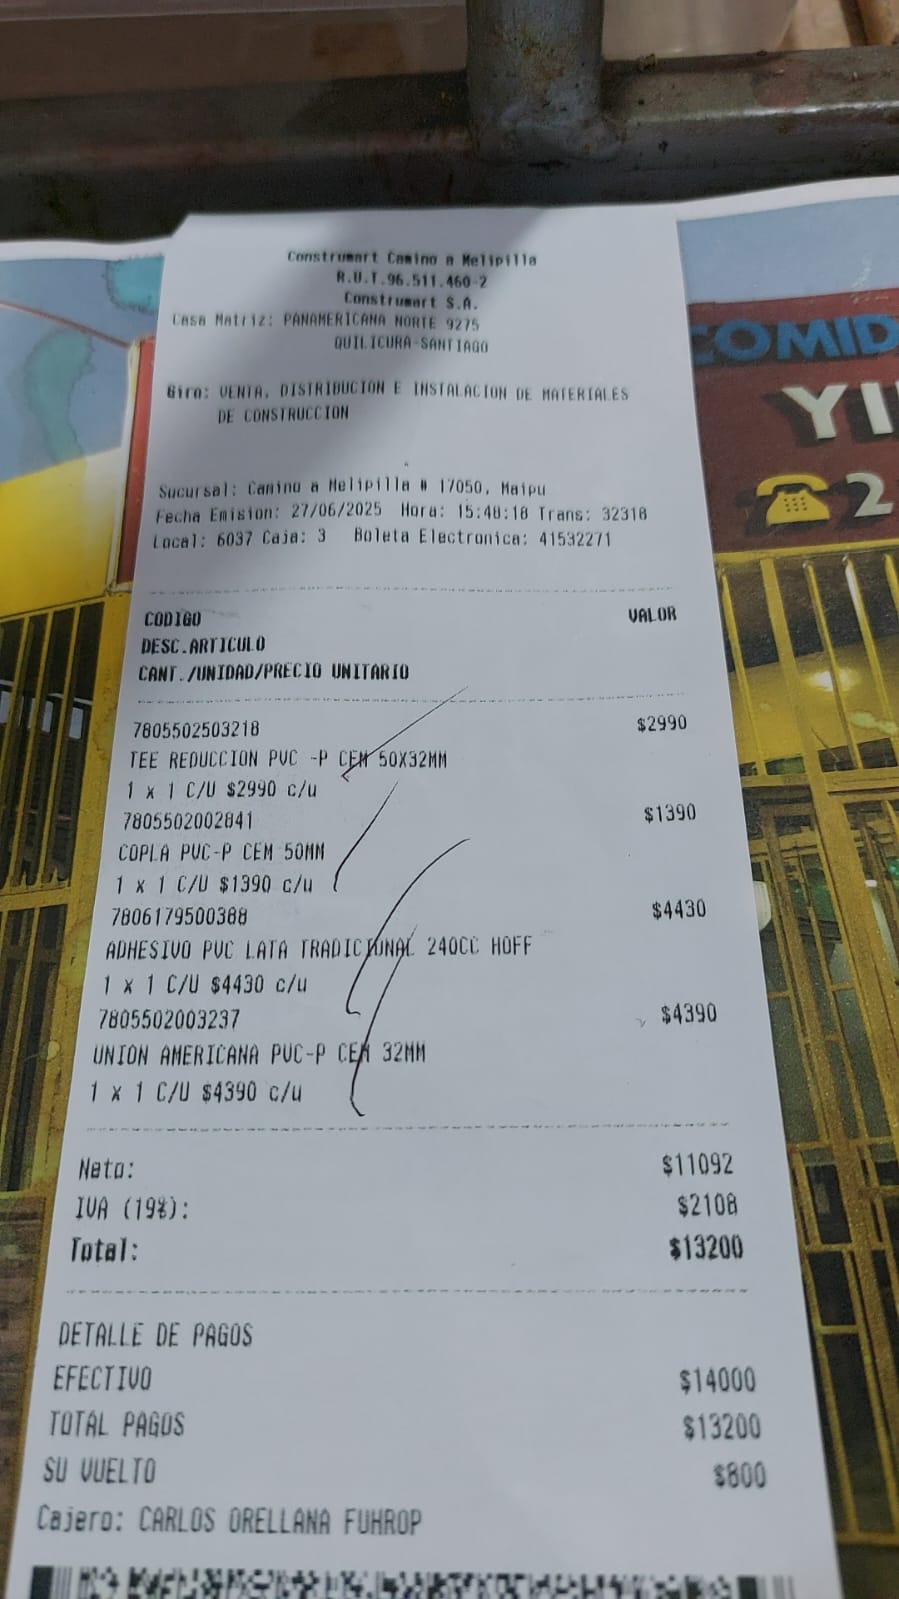 Construmart Camino a Melipilla
R.U.T.96.511.460-2
Construmart S.A.
Casa Matriz: PANAMERICANA NORTE 9275
QUILICURA-SANTIAGO
Giro: VENTA, DISTRIBUCION E INSTALACION DE MATERIALES
DE CONSTRUCCION
Sucursal: Camino a Melipilla # 17050, Maipu
Fecha Emision: 27/06/2025 Hora: 15:48:18 Trans: 32318
Local: 6037 Caja: 3 Boleta Electronica: 41532271
CODIGO VALOR
DESC.ARTICULO
CANT./UNIDAD/PRECIO UNITARIO
7805502503218 $2990
TEE REDUCCION PVC -P CEM 50X32MM
1 x 1 C/U $2990 c/u
7805502002841 $1390
COPLA PVC-P CEM 50MM
1 x 1 C/U $1390 c/u
7806179500388 $4430
ADHESIVO PVC LATA TRADICIONAL 240CC HOFF
1 x 1 C/U $4430 c/u
7805502003237 $4390
UNION AMERICANA PVC-P CEM 32MM
1 x 1 C/U $4390 c/u
Neto: $11092
IVA (19%): $2108
Total: $13200
DETALLE DE PAGOS
EFECTIVO $14000
TOTAL PAGOS $13200
SU VUELTO $800
Cajero: CARLOS ORELLANA FUHROP
COMID
YI
2